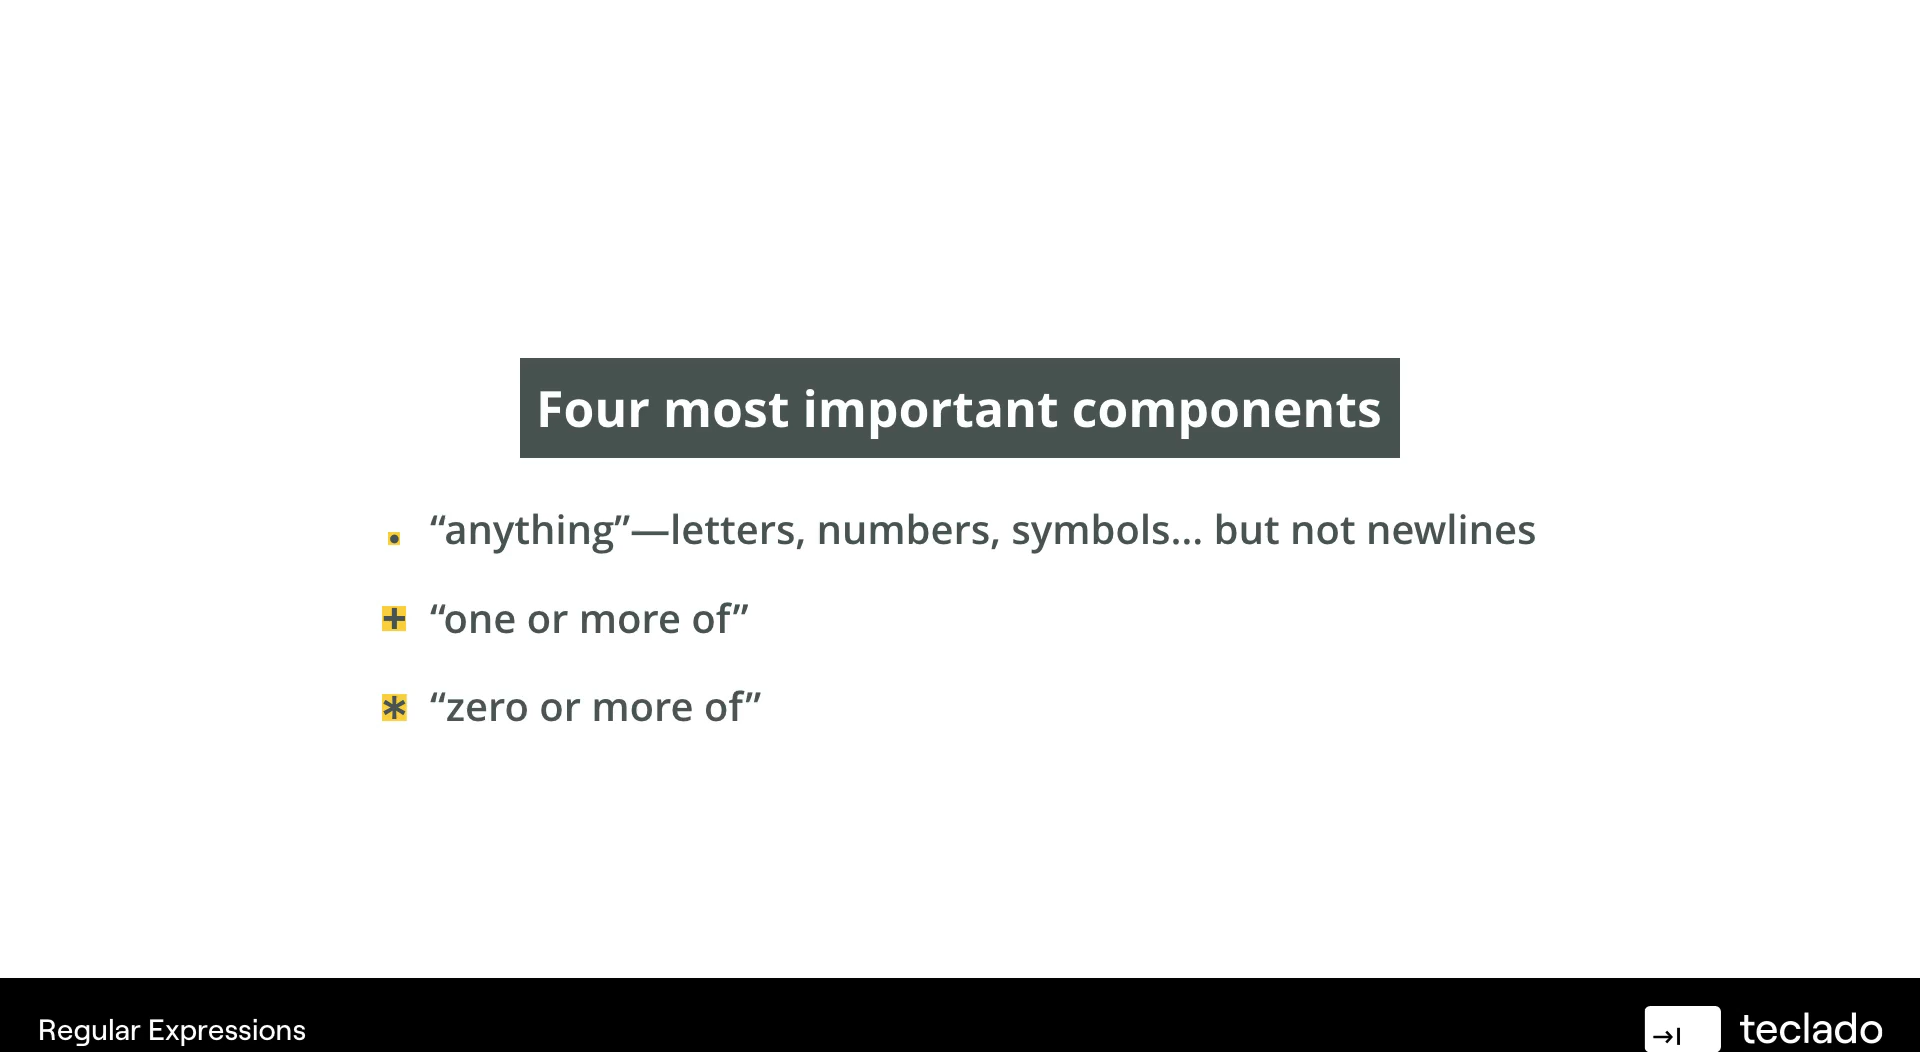 Four most important components
. “anything”—letters, numbers, symbols… but not newlines
+ “one or more of”
* “zero or more of”
Regular Expressions
→| teclado